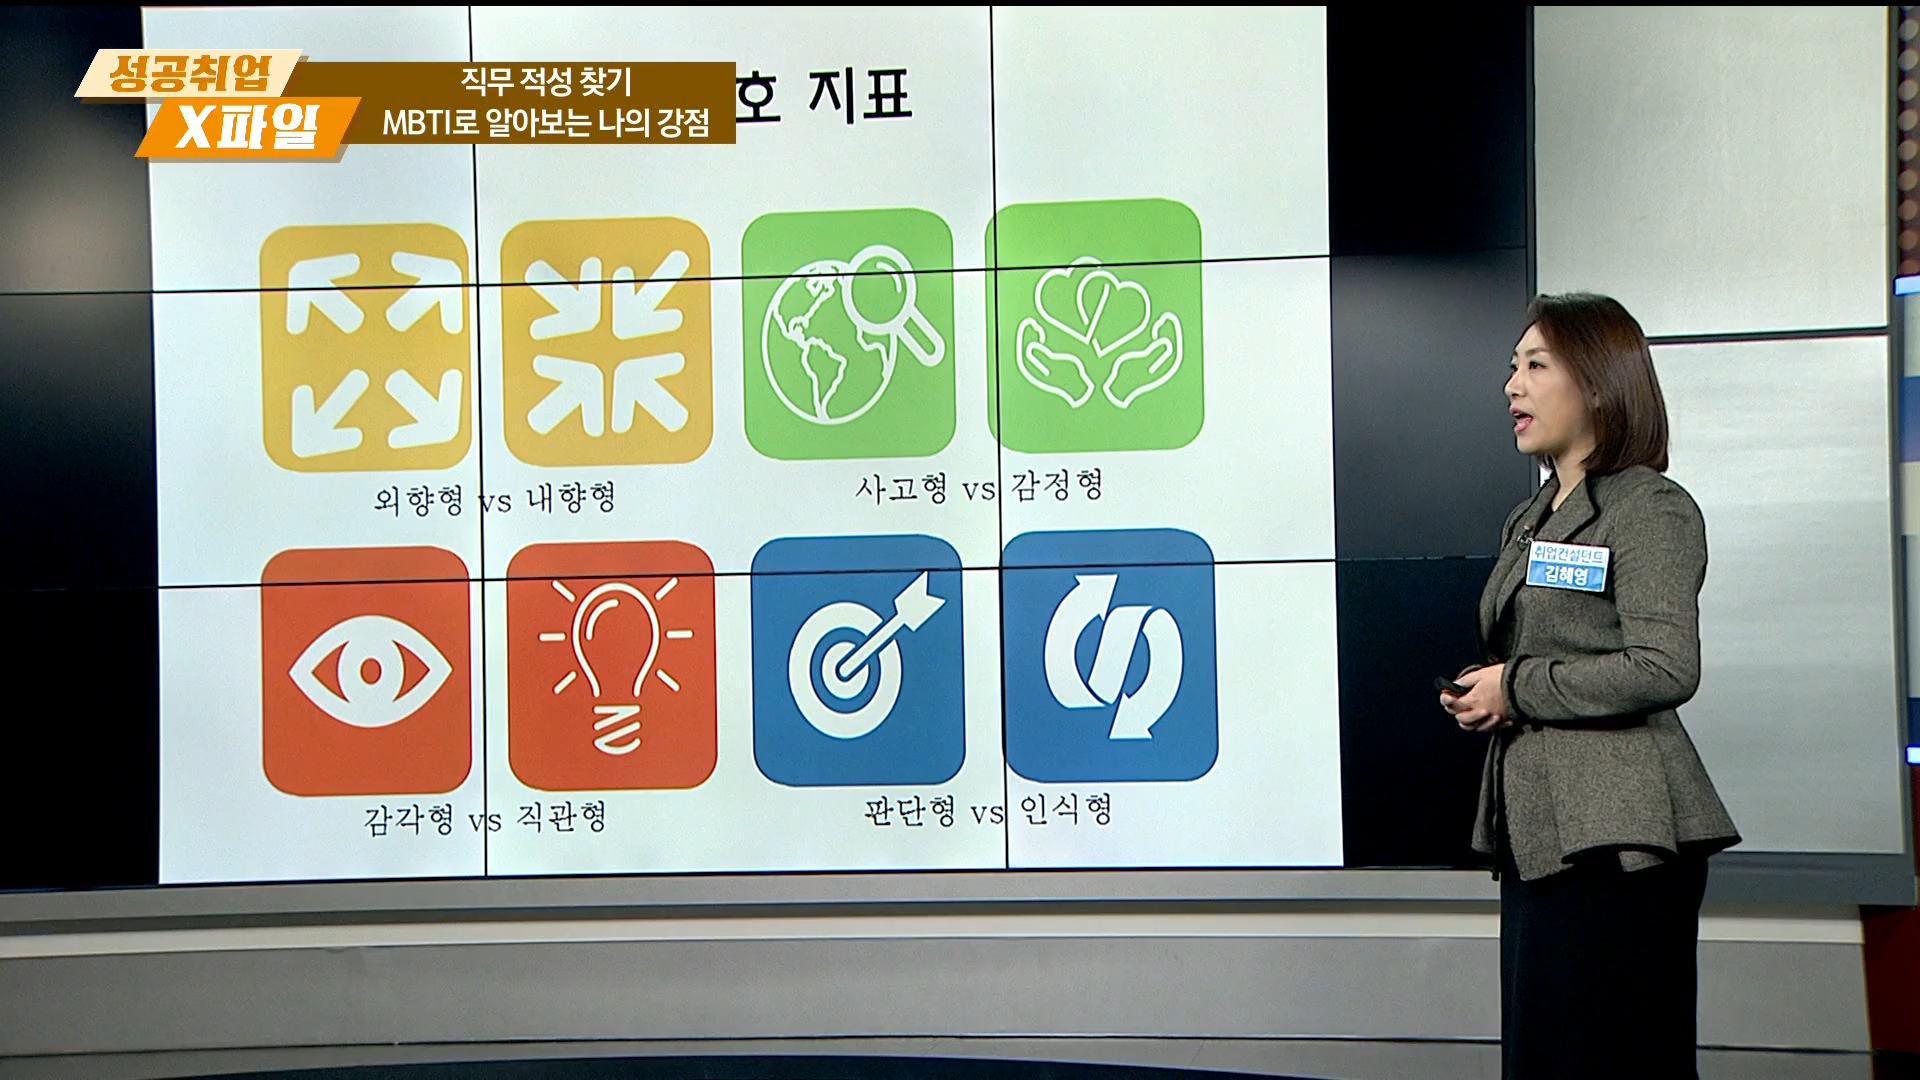 성공취업
X파일
직무 적성 찾기
MBTI로 알아보는 나의 강점
호 지표
외향형 vs 내향형
사고형 vs 감정형
감각형 vs 직관형
판단형 vs 인식형
취업컨설턴트
김혜영